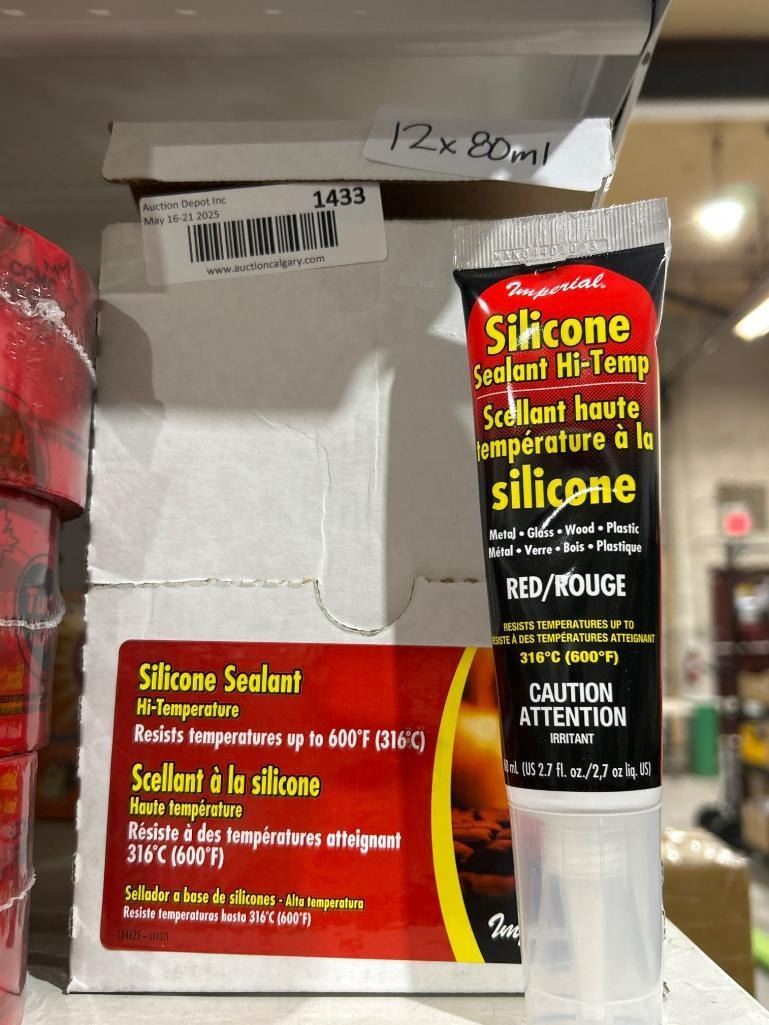 12x 80ml
Auction Depot Inc
May 16-21 2025
1433
www.auctioncalgary.com
Imperial
Silicone
Sealant Hi-Temp
Scellant haute
température à la
silicone
Metal • Glass • Wood • Plastic
Métal • Verre • Bois • Plastique
RED/ROUGE
RESISTS TEMPERATURES UP TO
À DES TEMPÉRATURES ATTEIGNANT
316°C (600°F)
CAUTION
ATTENTION
IRRITANT
mL (US 2.7 fl. oz./2,7 oz liq. US)
Silicone Sealant
Hi-Temperature
Resists temperatures up to 600°F (316°C)
Scellant à la silicone
Haute température
Résiste à des températures atteignant
316°C (600°F)
Sellador a base de silicones - Alta temperatura
Resiste temperaturas hasta 316°C (600°F)
CCMC